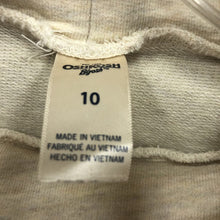 OSHKOSH
B'gosh
10
MADE IN VIETNAM
FABRIQUÉ AU VIETNAM
HECHO EN VIETNAM